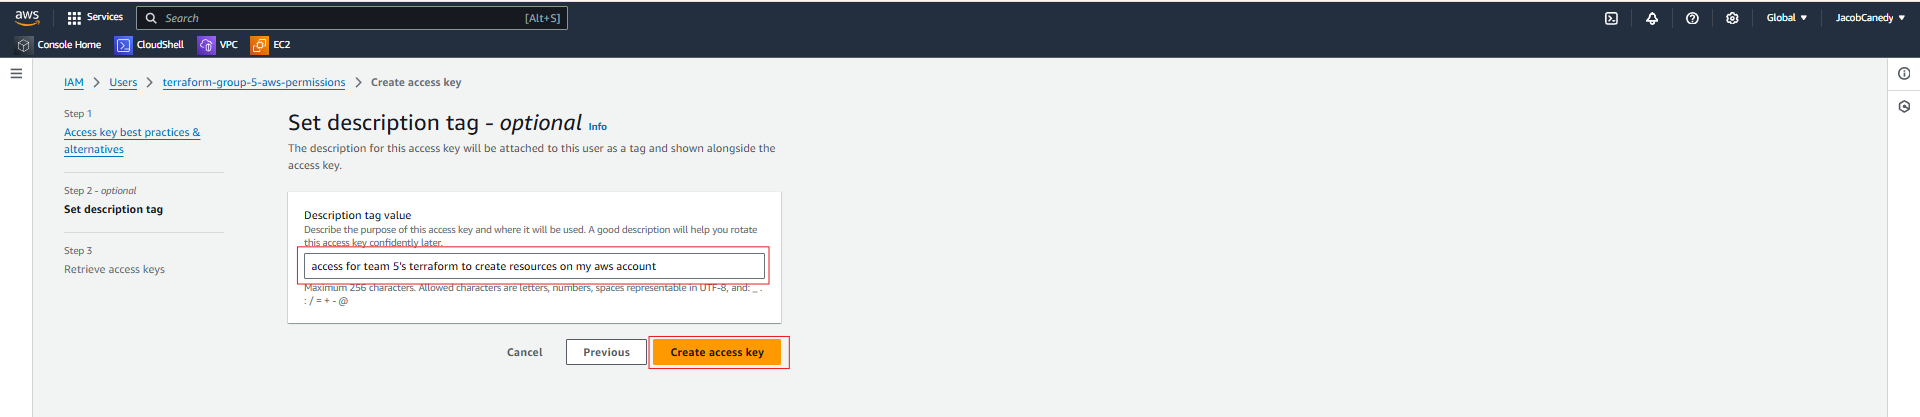 aws
Services
Search
[Alt+S]
Global
JacobCanedy
Console Home
CloudShell
VPC
EC2
IAM
Users
terraform-group-5-aws-permissions
Create access key
Step 1
Access key best practices &
alternatives
Step 2 - optional
Set description tag
Step 3
Retrieve access keys
Set description tag - optional Info
The description for this access key will be attached to this user as a tag and shown alongside the
access key.
Description tag value
Describe the purpose of this access key and where it will be used. A good description will help you rotate
this access key confidently later.
access for team 5's terraform to create resources on my aws account
Maximum 256 characters. Allowed characters are letters, numbers, spaces representable in UTF-8, and: _ .
: / = + - @
Cancel
Previous
Create access key